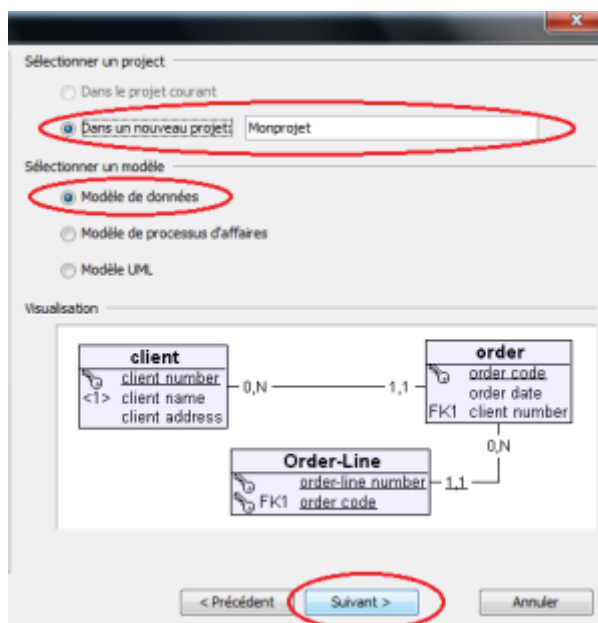 Sélectionner un project
Dans le projet courant
Dans un nouveau projet: Monprojet
Sélectionner un modèle
Modèle de données
Modèle de processus d'affaires
Modèle UML
Visualisation
client
client number
<1> client name
client address
0,N
1,1
order
order code
order date
FK1 client number
0,N
Order-Line
order-line number
FK1 order code
1,1
< Précédent Suivant > Annuler